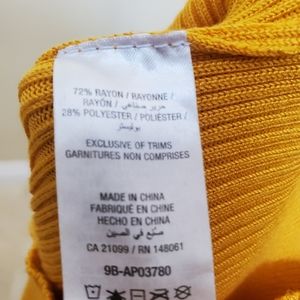 72% RAYON / RAYONNE /
RAYÓN / حرير صناعي
28% POLYESTER / POLIÉSTER /
بوليستر
EXCLUSIVE OF TRIMS
GARNITURES NON COMPRISES
MADE IN CHINA
FABRIQUÉ EN CHINE
HECHO EN CHINA
صنع في الصين
CA 21099 / RN 148061
9B-AP03780